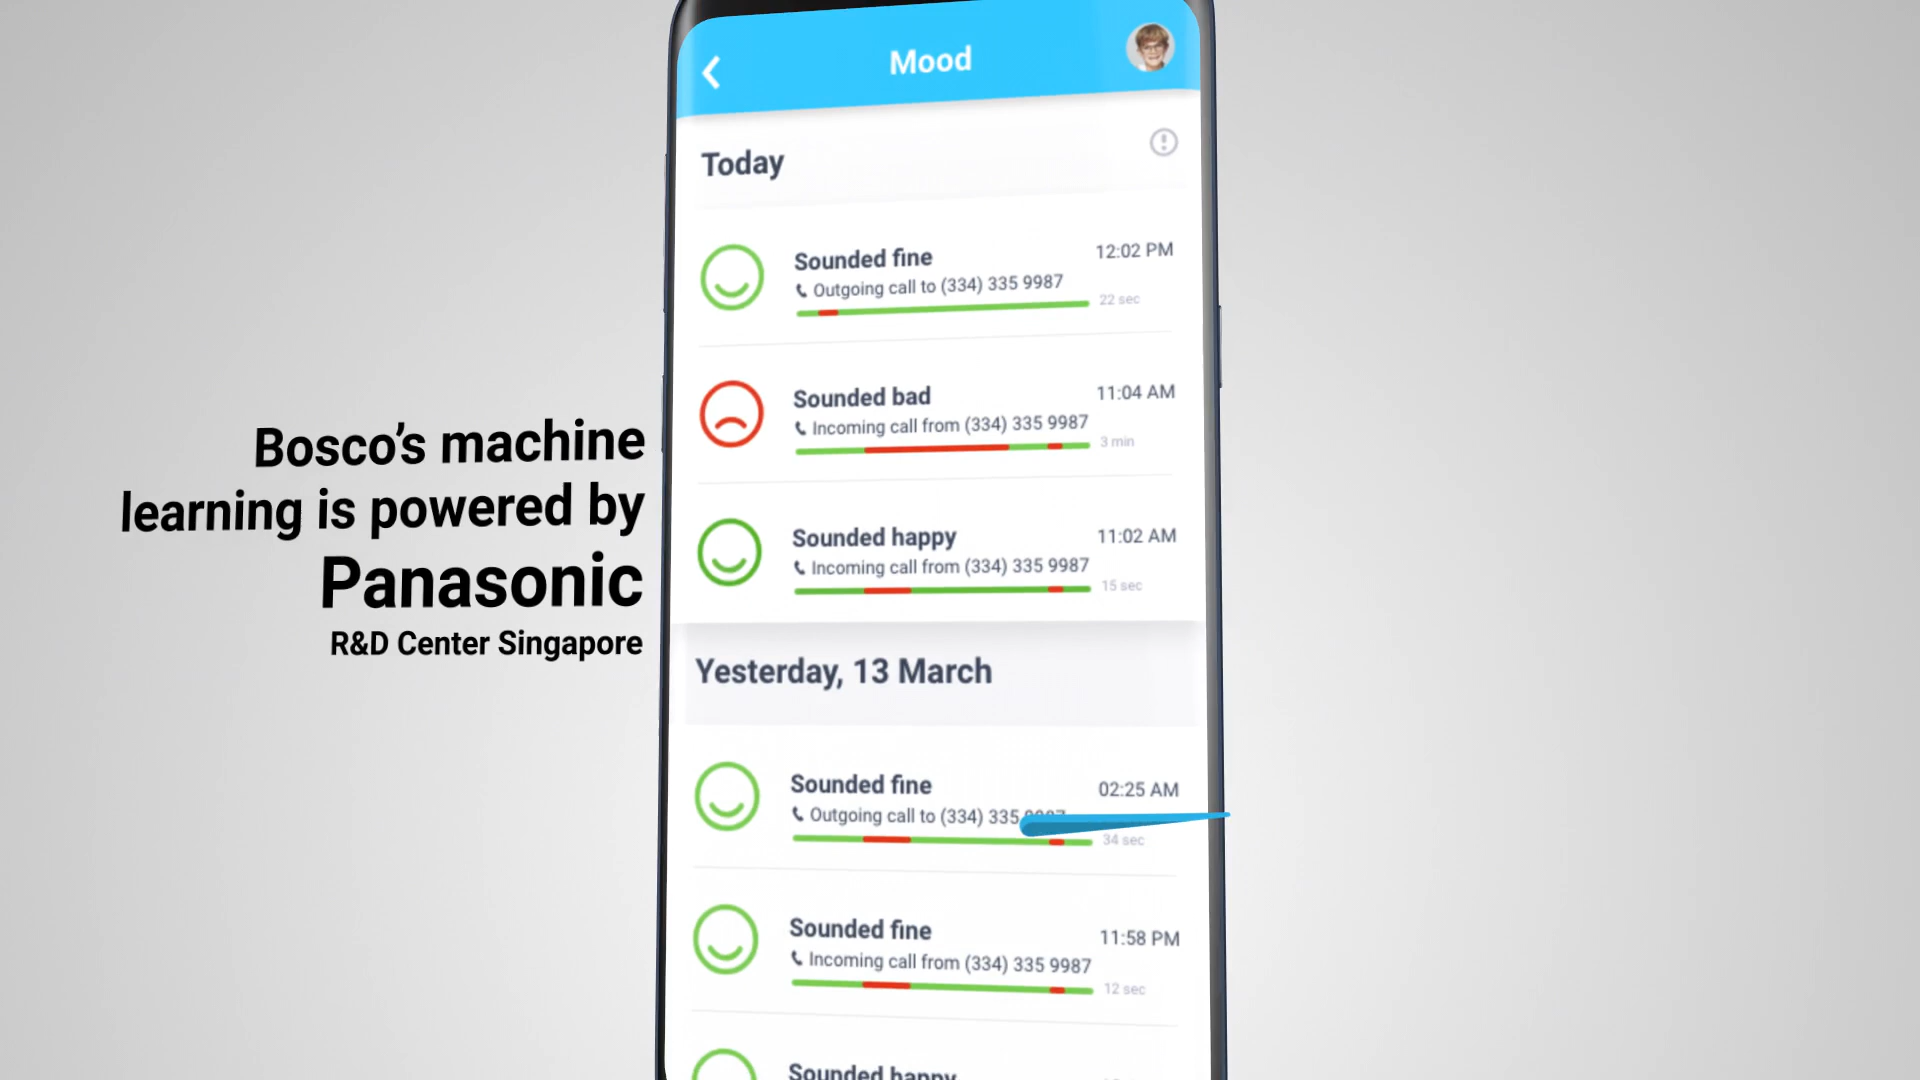 Mood
Today
Sounded fine
12:02 PM
Outgoing call to (334) 335 9987
22 sec
Sounded bad
11:04 AM
Incoming call from (334) 335 9987
3 min
Sounded happy
11:02 AM
Incoming call from (334) 335 9987
15 sec
Bosco’s machine
learning is powered by
Panasonic
R&D Center Singapore
Yesterday, 13 March
Sounded fine
02:25 AM
Outgoing call to (334) 335
34 sec
Sounded fine
11:58 PM
Incoming call from (334) 335 9987
12 sec
Sounded happy